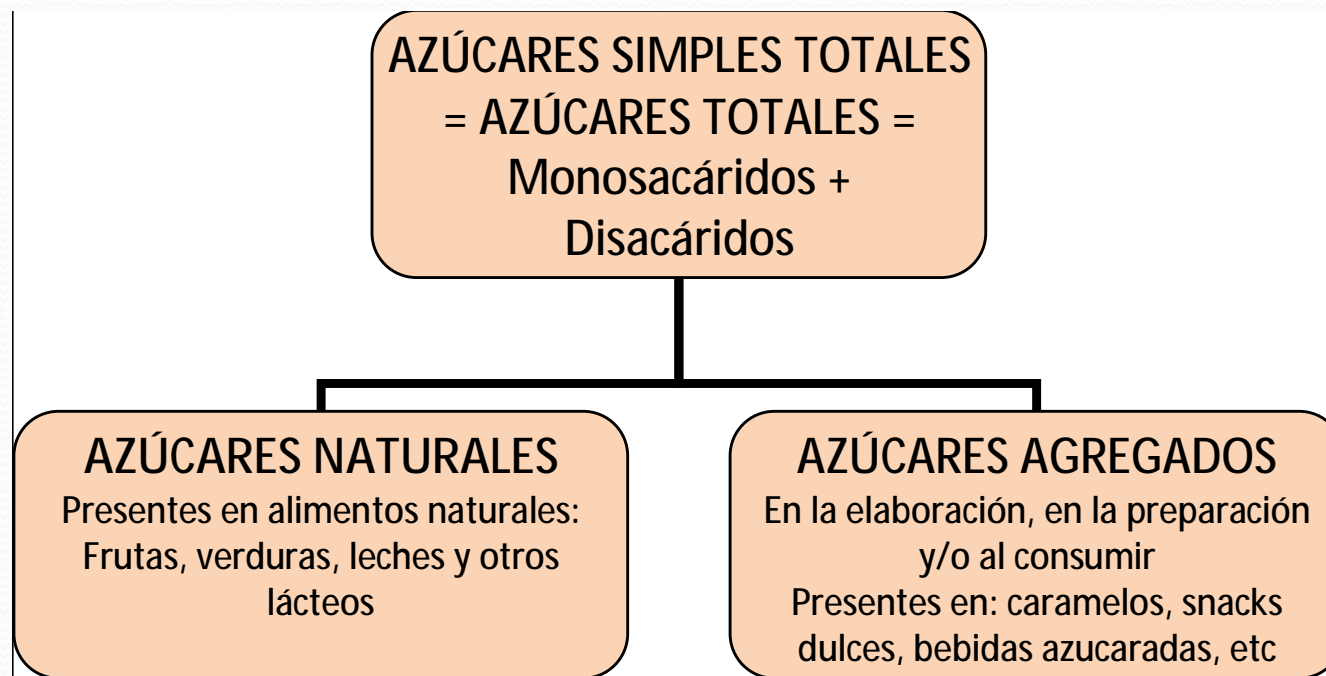 AZÚCARES SIMPLES TOTALES
= AZÚCARES TOTALES =
Monosacáridos +
Disacáridos
AZÚCARES NATURALES
Presentes en alimentos naturales:
Frutas, verduras, leches y otros
lácteos
AZÚCARES AGREGADOS
En la elaboración, en la preparación
y/o al consumir
Presentes en: caramelos, snacks
dulces, bebidas azucaradas, etc